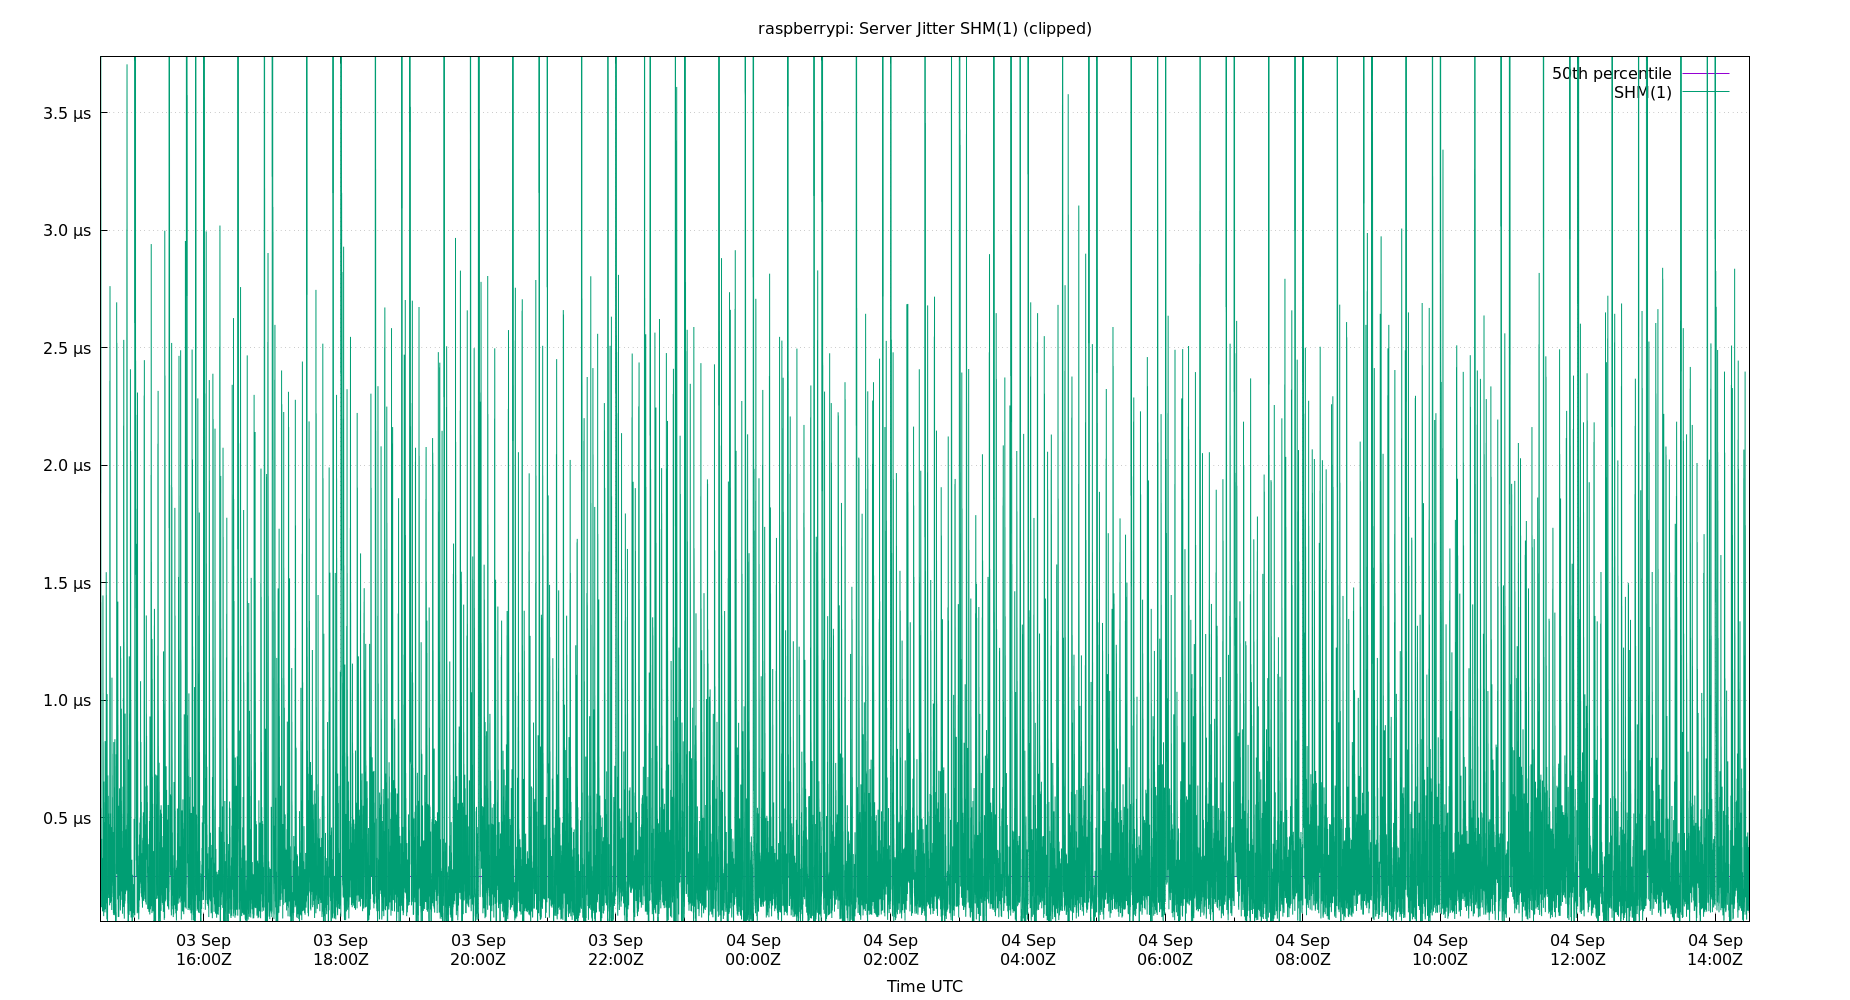 raspberrypi: Server Jitter SHM(1) (clipped)
50th percentile
SHM(1)
3.5 μs
3.0 μs
2.5 μs
2.0 μs
1.5 μs
1.0 μs
0.5 μs
03 Sep 03 Sep 03 Sep 03 Sep 04 Sep 04 Sep 04 Sep 04 Sep 04 Sep 04 Sep 04 Sep 04 Sep
16:00Z 18:00Z 20:00Z 22:00Z 00:00Z 02:00Z 04:00Z 06:00Z 08:00Z 10:00Z 12:00Z 14:00Z
Time UTC